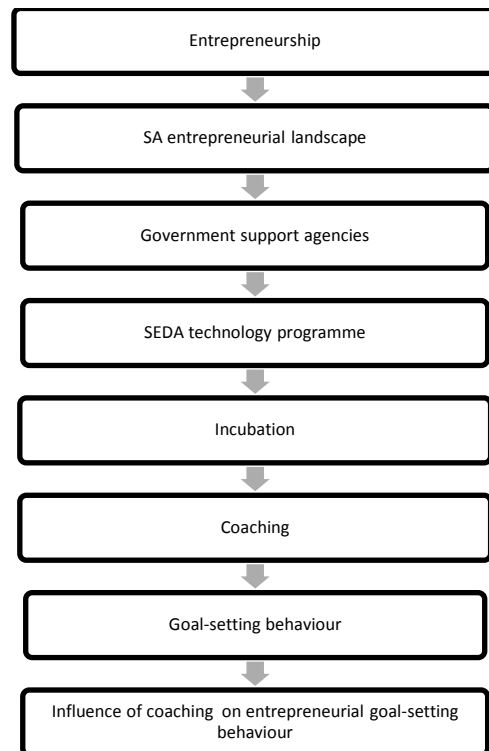 Entrepreneurship
SA entrepreneurial landscape
Government support agencies
SEDA technology programme
Incubation
Coaching
Goal-setting behaviour
Influence of coaching on entrepreneurial goal-setting
behaviour